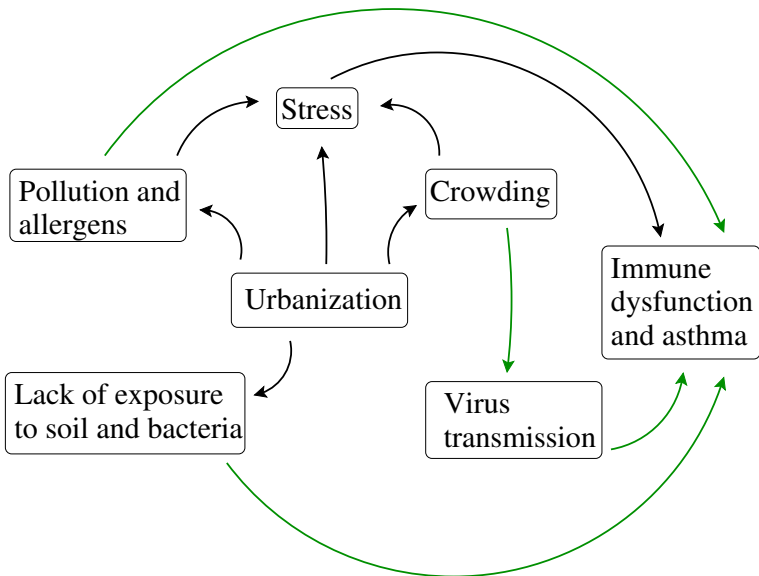 Stress
Pollution and
allergens
Crowding
Urbanization
Immune
dysfunction
and asthma
Lack of exposure
to soil and bacteria
Virus
transmission